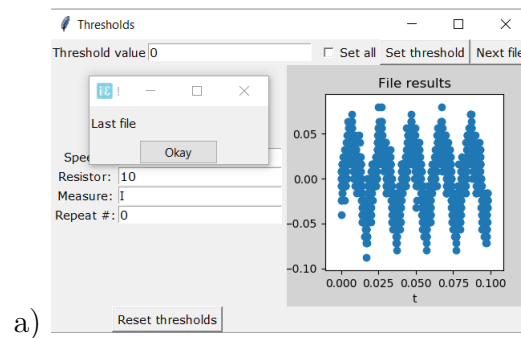 Thresholds
Threshold value 0 Set all Set threshold Next file
!
Last file
Okay
Spee
Resistor: 10
Measure: I
Repeat #: 0
Reset thresholds
File results
0.05
0.00
−0.05
−0.10
0.000 0.025 0.050 0.075 0.100
t
a)